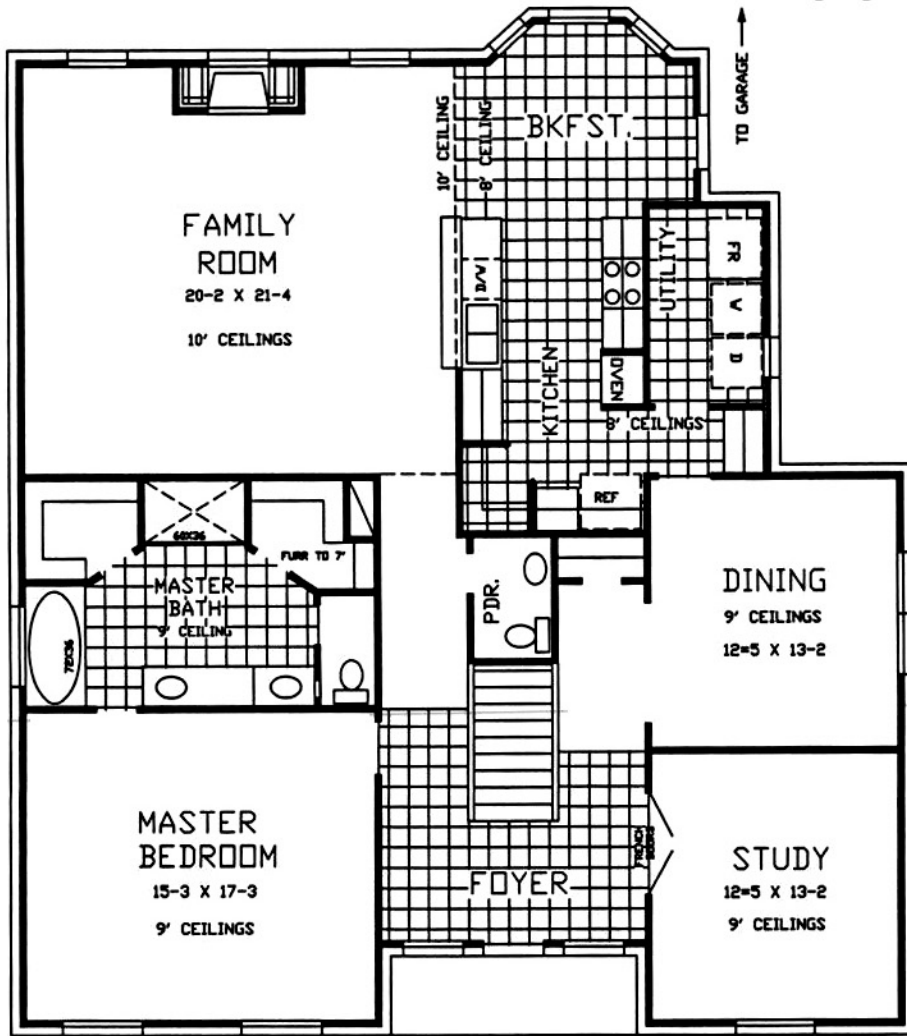 TO GARAGE
BKFST.
10' CEILING
8' CEILING
FAMILY
ROOM
20-2 X 21-4
10' CEILINGS
D/W
UTILITY
FR
W
D
KITCHEN
OVEN
8' CEILINGS
REF
60X36
FURR TO 7'
MASTER
BATH
9' CEILING
72X36
PDR.
DINING
9' CEILINGS
12=5 X 13-2
MASTER
BEDROOM
15-3 X 17-3
9' CEILINGS
FOYER
FRENCH
DOORS
STUDY
12=5 X 13-2
9' CEILINGS